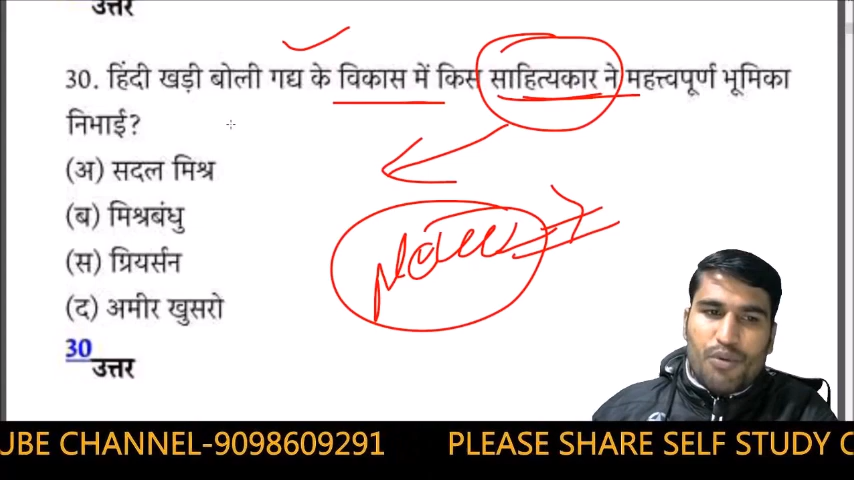 उत्तर
30. हिंदी खड़ी बोली गद्य के विकास में किस साहित्यकार ने महत्त्वपूर्ण भूमिका
निभाई?
(अ) सदल मिश्र
(ब) मिश्रबंधु
(स) ग्रियर्सन
(द) अमीर खुसरो
30
उत्तर
UBE CHANNEL-9098609291 PLEASE SHARE SELF STUDY C